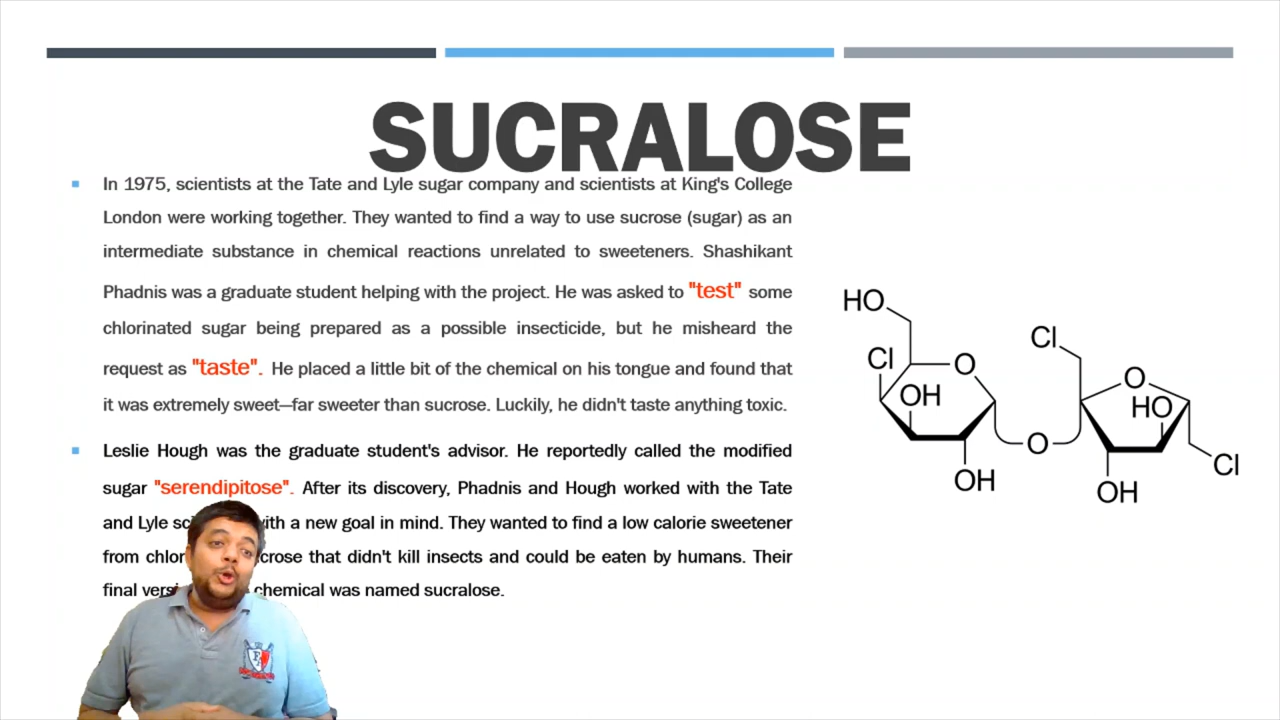 SUCRALOSE
In 1975, scientists at the Tate and Lyle sugar company and scientists at King's College
London were working together. They wanted to find a way to use sucrose (sugar) as an
intermediate substance in chemical reactions unrelated to sweeteners. Shashikant
Phadnis was a graduate student helping with the project. He was asked to "test" some
chlorinated sugar being prepared as a possible insecticide, but he misheard the
request as "taste". He placed a little bit of the chemical on his tongue and found that
it was extremely sweet—far sweeter than sucrose. Luckily, he didn't taste anything toxic.
Leslie Hough was the graduate student's advisor. He reportedly called the modified
sugar "serendipitose". After its discovery, Phadnis and Hough worked with the Tate
and Lyle with a new goal in mind. They wanted to find a low calorie sweetener
from that didn't kill insects and could be eaten by humans. Their
final chemical was named sucralose.
HO
Cl
O
OH
OH
O
Cl
O
HO
Cl
OH